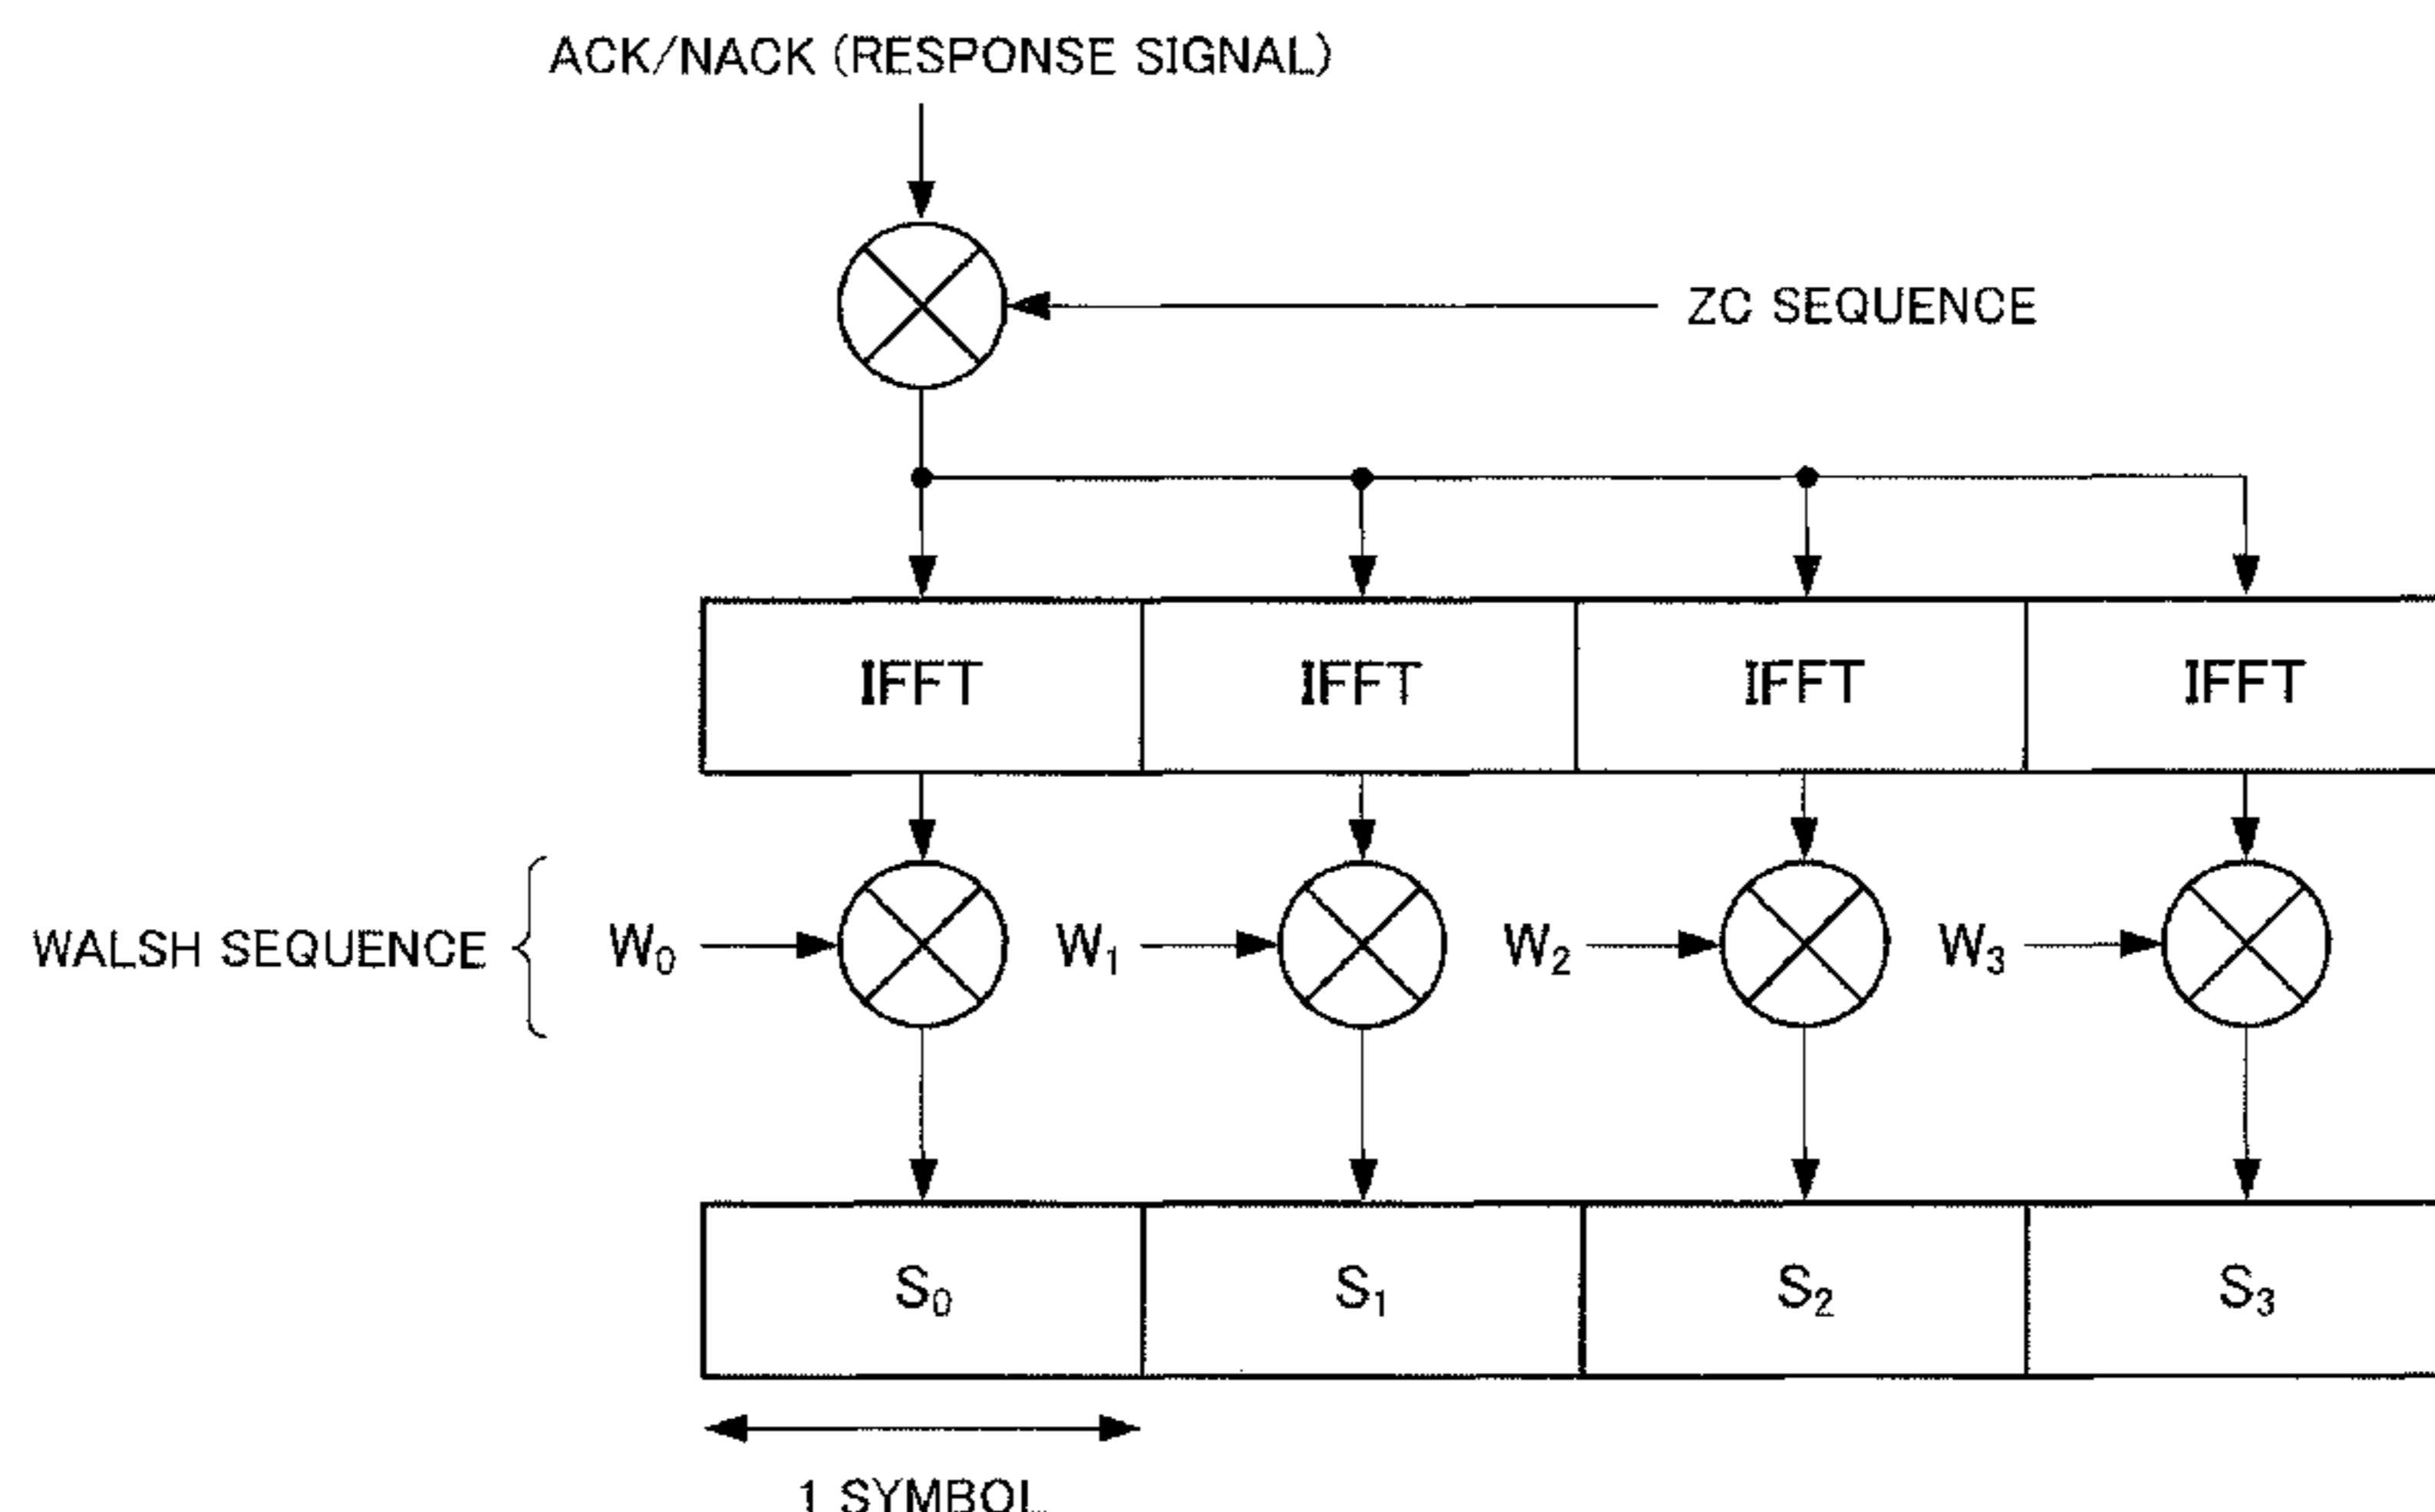 ACK/NACK (RESPONSE SIGNAL)
ZC SEQUENCE
IFFT IFFT IFFT IFFT
WALSH SEQUENCE W0 W1 W2 W3
S0 S1 S2 S3
1 SYMBOL